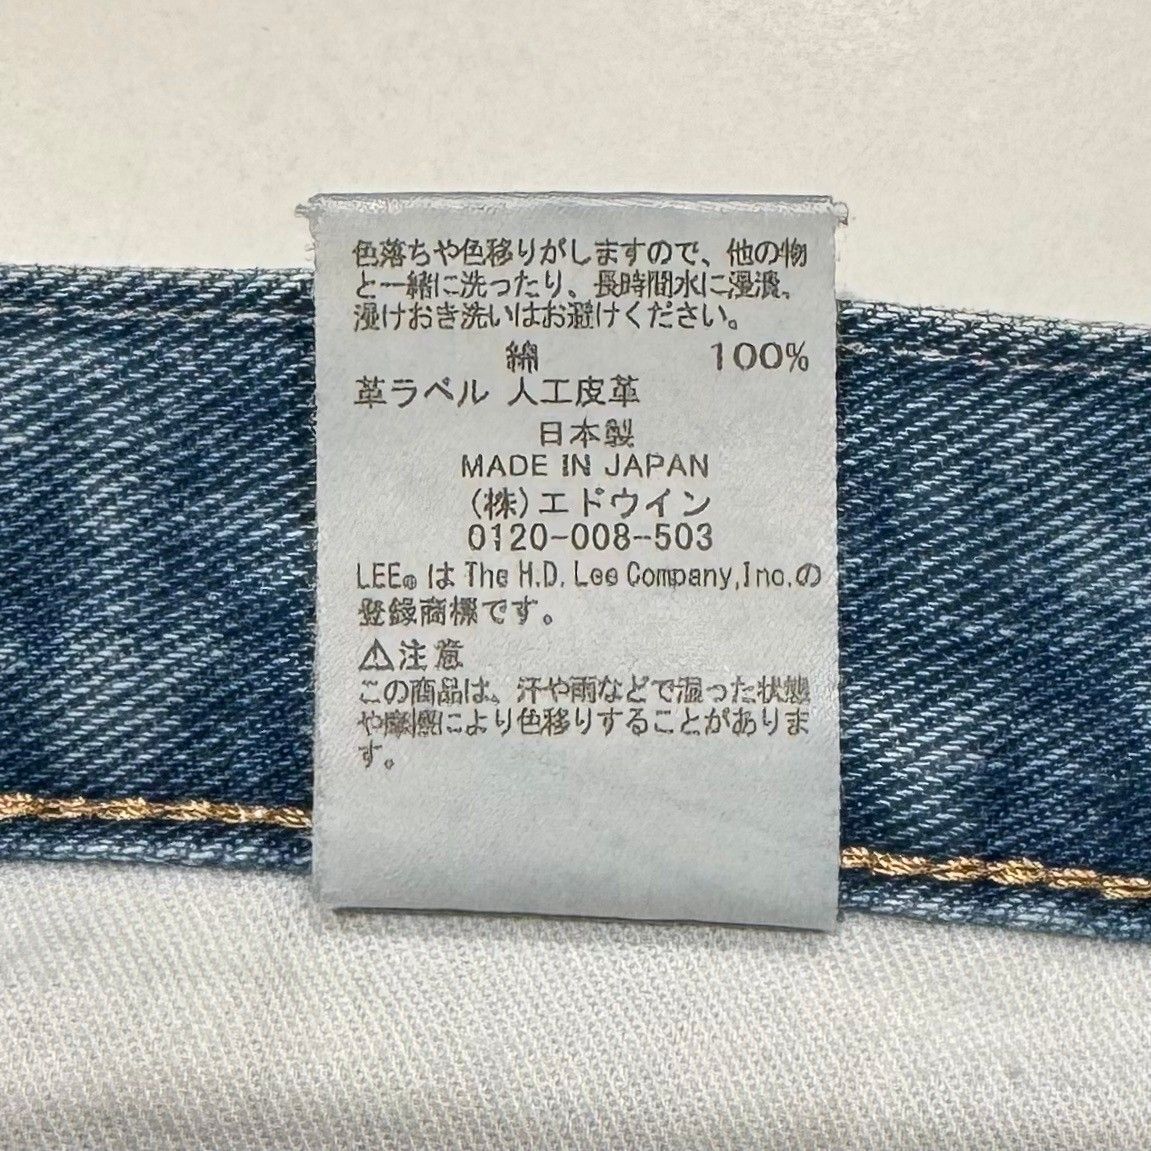 色落ちや色移りがしますので、他の物
と一緒に洗ったり、長時間水に浸漬、
浸けおき洗いはお避けください。
綿 100%
革ラベル 人工皮革
日本製
MADE IN JAPAN
(株)エドウイン
0120-008-503
LEE® は The H.D. Lee Company,Inc.の
登録商標です。
⚠注意
この商品は、汗や雨などで湿った状態
や摩擦により色移りすることがありま
す。